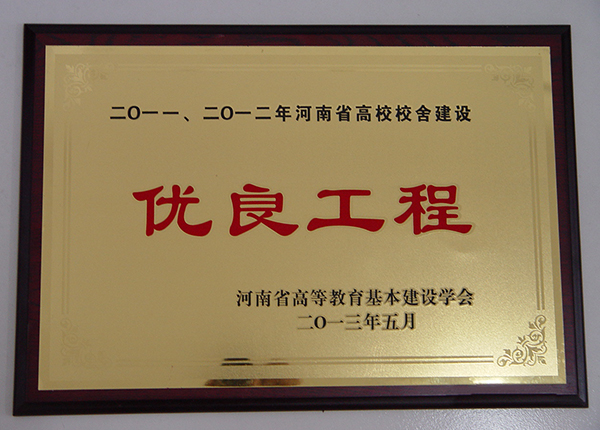 二〇一一、二〇一二年河南省高校校舍建设
优良工程
河南省高等教育基本建设学会
二〇一三年五月